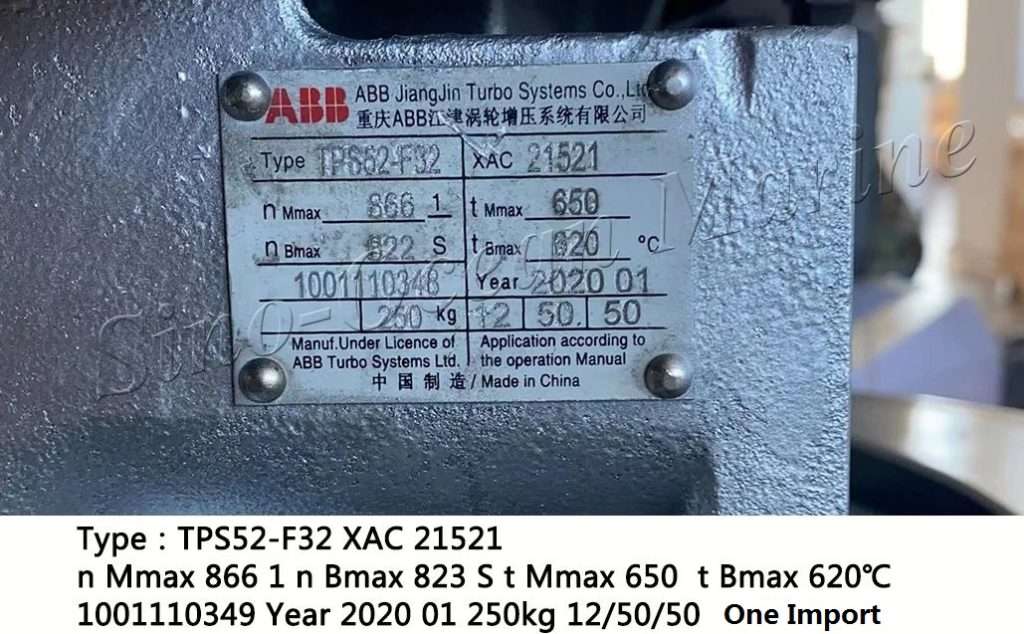 ABB ABB JiangJin Turbo Systems Co.,Ltd
重庆ABB江津涡轮增压系统有限公司
Type TPS52-F32 XAC 21521
n Mmax 866 1 t Mmax 650
n Bmax 822 S t Bmax 620 °C
1001110348 Year 2020 01
250 kg 12 50. 50
Manuf.Under Licence of Application according to
ABB Turbo Systems Ltd. the operation Manual
中国制造 / Made in China
Sino-Ocean Marine
Type : TPS52-F32 XAC 21521
n Mmax 866 1 n Bmax 823 S t Mmax 650 t Bmax 620℃
1001110349 Year 2020 01 250kg 12/50/50 One Import